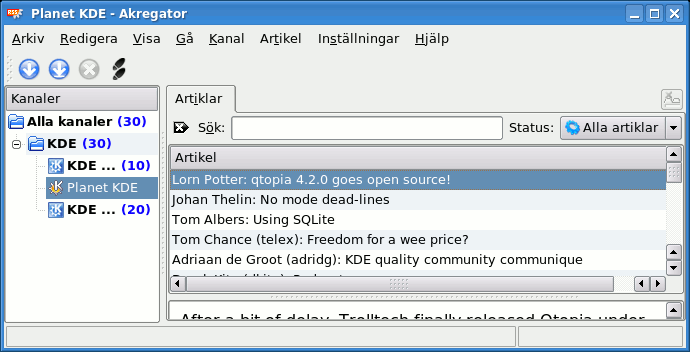 Planet KDE - Akregator
Arkiv Redigera Visa Gå Kanal Artikel Inställningar Hjälp
Kanaler
Alla kanaler (30)
KDE (30)
KDE ... (10)
Planet KDE
KDE ... (20)
Artiklar
Sök: Status: Alla artiklar
Artikel
Lorn Potter: qtopia 4.2.0 goes open source!
Johan Thelin: No mode dead-lines
Tom Albers: Using SQLite
Tom Chance (telex): Freedom for a wee price?
Adriaan de Groot (adridg): KDE quality community communique
After a bit of delay, Trolltech finally released Qtopia under